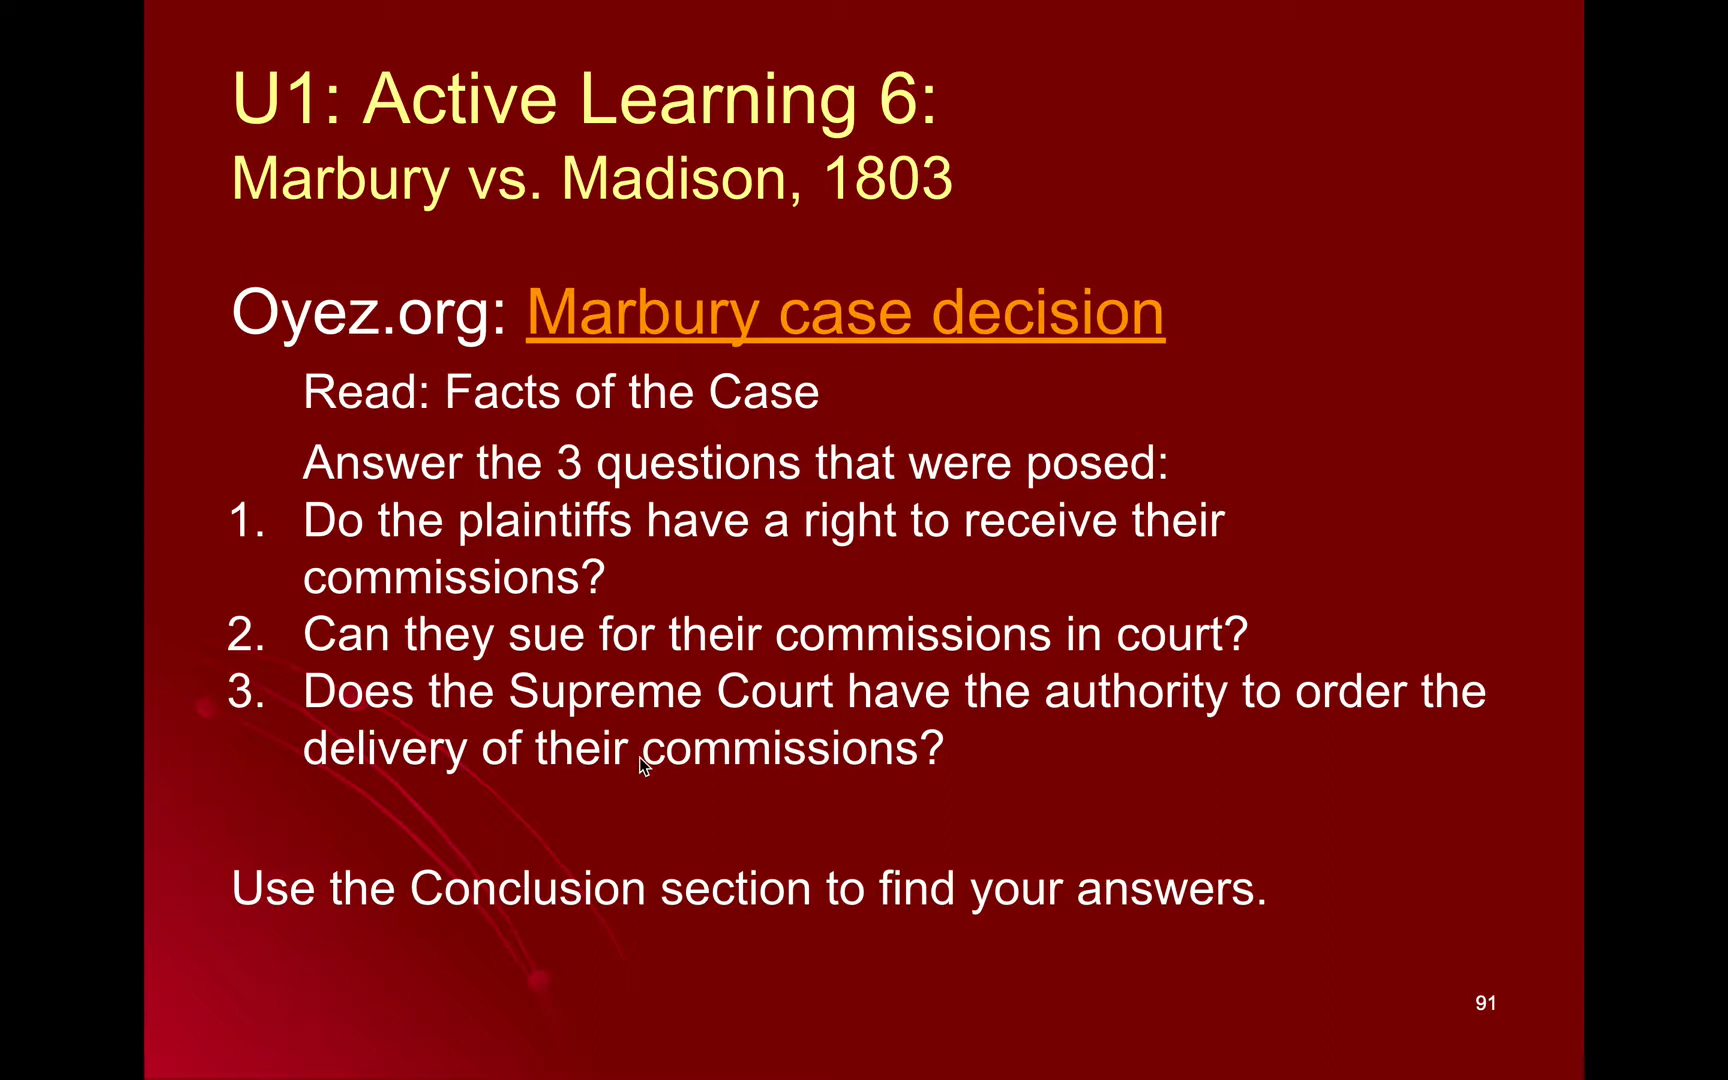 U1: Active Learning 6:
Marbury vs. Madison, 1803
Oyez.org: Marbury case decision
Read: Facts of the Case
Answer the 3 questions that were posed:
1. Do the plaintiffs have a right to receive their
commissions?
2. Can they sue for their commissions in court?
3. Does the Supreme Court have the authority to order the
delivery of their commissions?
Use the Conclusion section to find your answers.
91